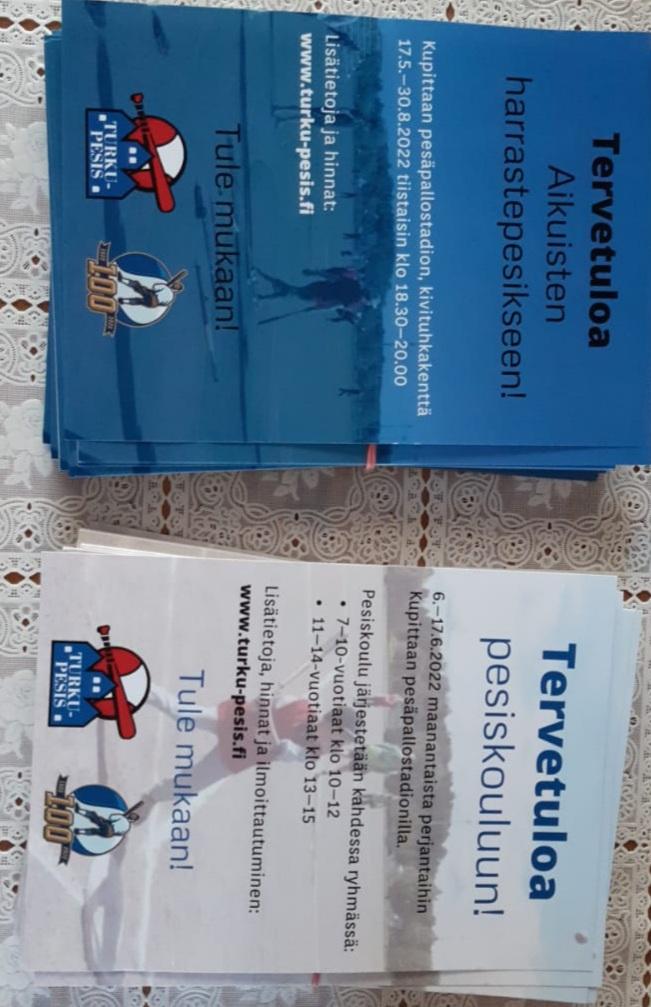 Tervetuloa
Aikuisten
harrastepesikseen!
Kupittaan pesäpallostadion, kivituhkakenttä
17.5.–30.8.2022 tiistaisin klo 18.30–20.00
Lisätietoja ja hinnat:
www.turku-pesis.fi
Tule mukaan!
TURKU-
PESIS
100
Tervetuloa
pesiskouluun!
6.–17.6.2022 maanantaista perjantaihin
Kupittaan pesäpallostadionilla.
Pesiskoulu järjestetään kahdessa ryhmässä:
• 7–10-vuotiaat klo 10–12
• 11–14-vuotiaat klo 13–15
Lisätietoja, hinnat ja ilmoittautuminen:
www.turku-pesis.fi
Tule mukaan!
TURKU-
PESIS
100